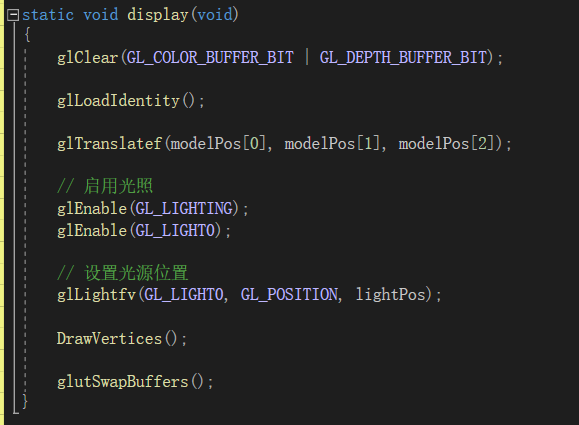 static void display(void)
{
glClear(GL_COLOR_BUFFER_BIT | GL_DEPTH_BUFFER_BIT);
glLoadIdentity();
glTranslatef(modelPos[0], modelPos[1], modelPos[2]);
// 启用光照
glEnable(GL_LIGHTING);
glEnable(GL_LIGHT0);
// 设置光源位置
glLightfv(GL_LIGHT0, GL_POSITION, lightPos);
DrawVertices();
glutSwapBuffers();
}